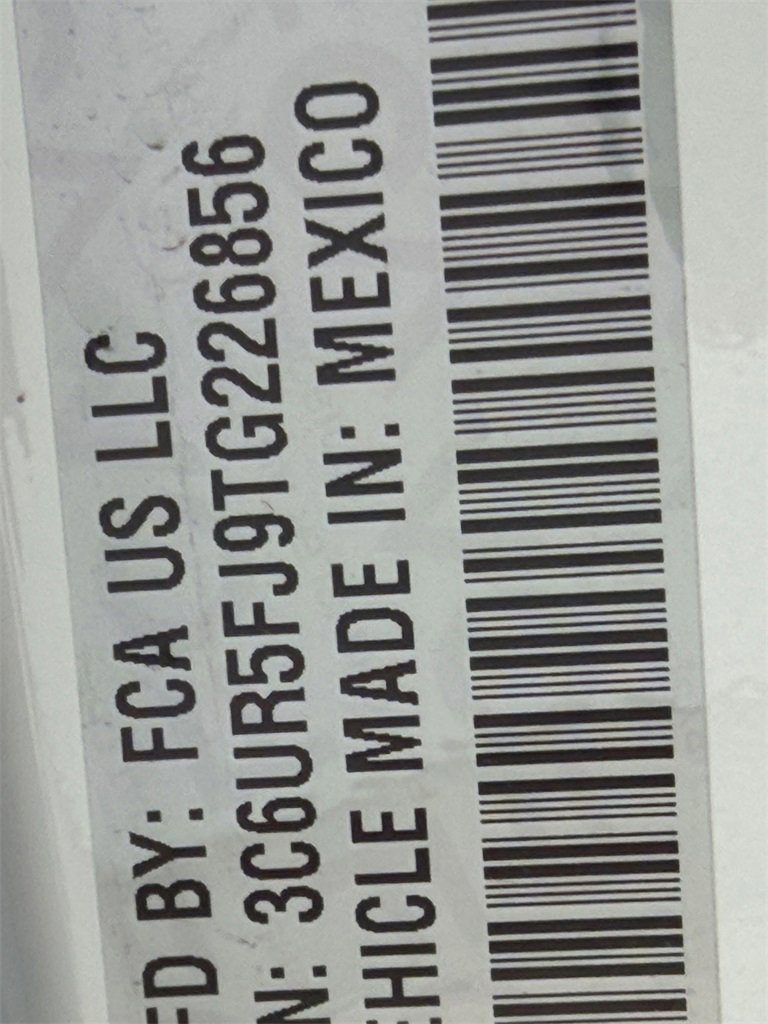 FD BY: FCA US LLC
N: 3C6UR5FJ9TG226856
EHICLE MADE IN: MEXICO